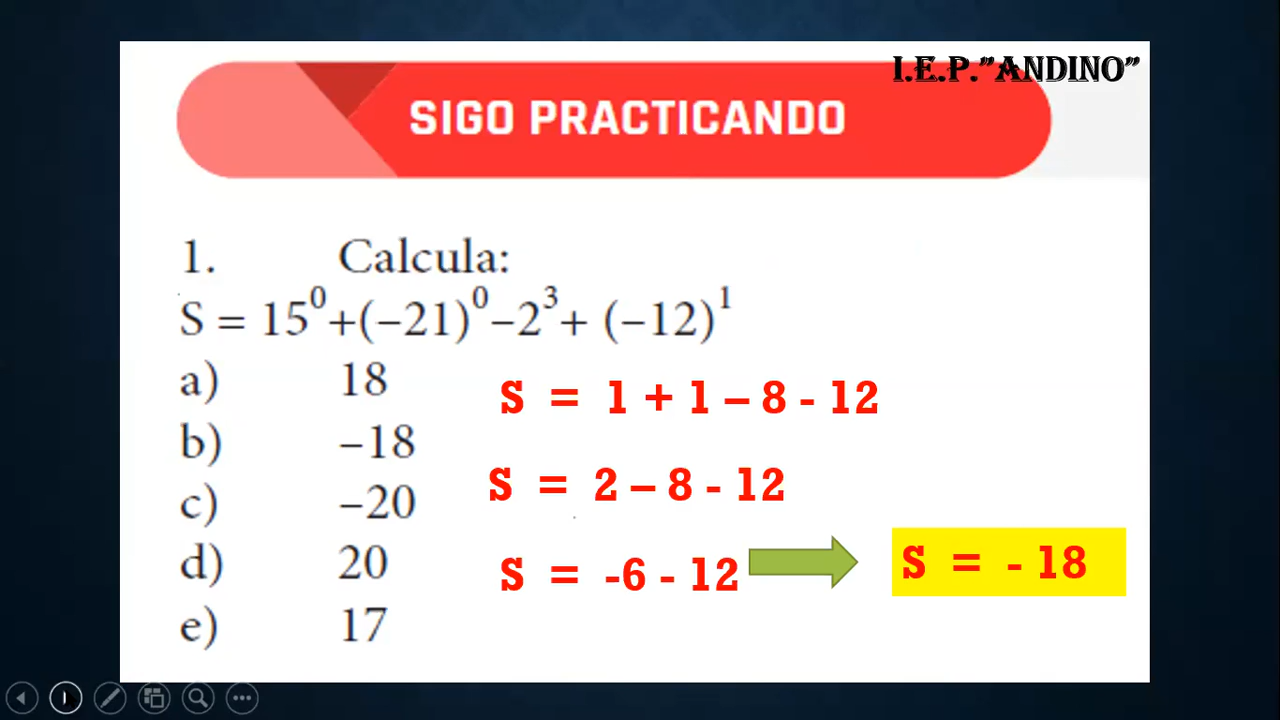 I.E.P."ANDINO"
SIGO PRACTICANDO
1. Calcula:
S = 15⁰+(–21)⁰–2³+ (–12)¹
a) 18
b) –18
c) –20
d) 20
e) 17
S = 1 + 1 – 8 - 12
S = 2 – 8 - 12
S = -6 - 12
S = - 18